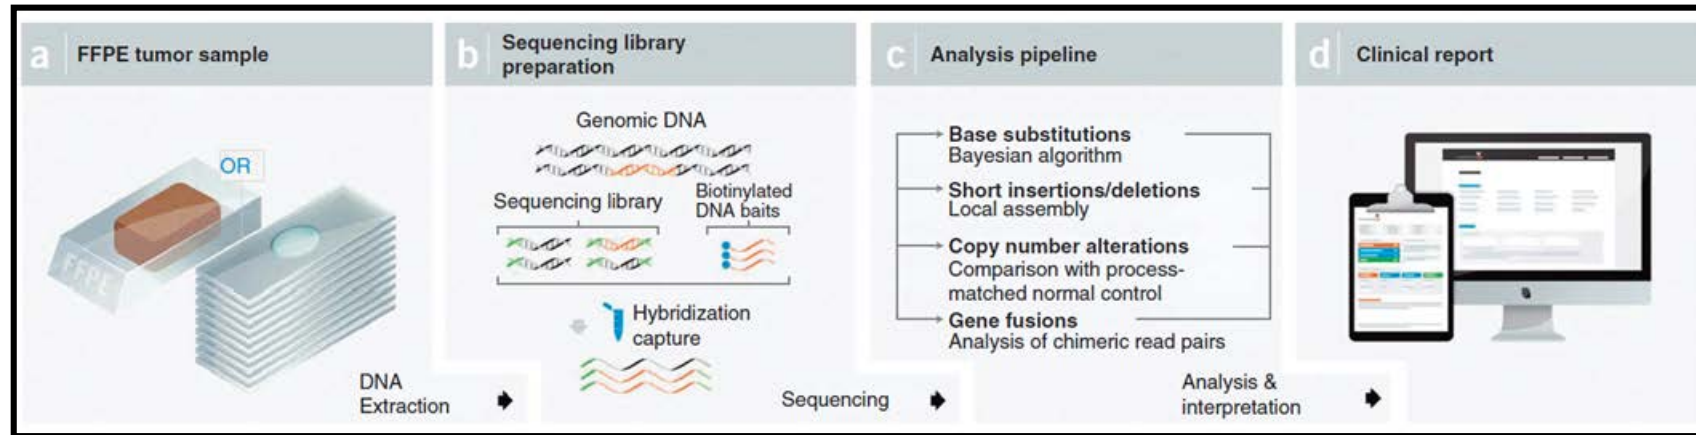 a FFPE tumor sample
OR
FFPE
DNA
Extraction
b Sequencing library
preparation
Genomic DNA
Sequencing library
Biotinylated
DNA baits
Hybridization
capture
Sequencing
c Analysis pipeline
Base substitutions
Bayesian algorithm
Short insertions/deletions
Local assembly
Copy number alterations
Comparison with process-
matched normal control
Gene fusions
Analysis of chimeric read pairs
Analysis &
interpretation
d Clinical report